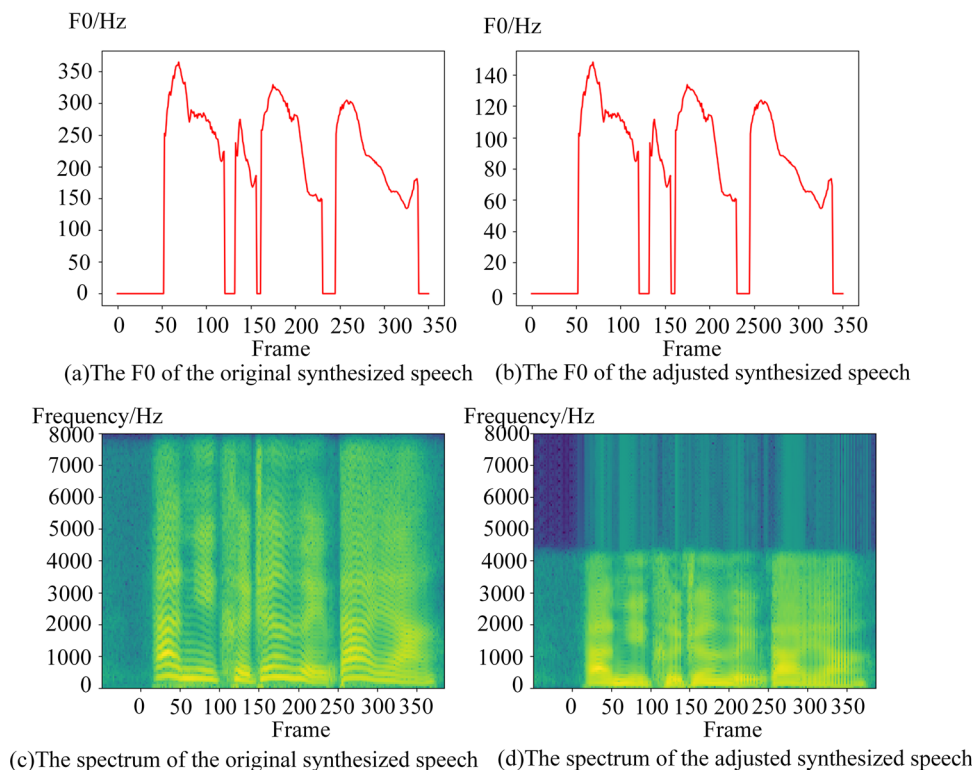 F0/Hz
350
300
250
200
150
100
50
0
0 50 100 150 200 250 300 350
Frame
(a)The F0 of the original synthesized speech
F0/Hz
140
120
100
80
60
40
20
0
0 50 100 150 200 250 300 350
Frame
(b)The F0 of the adjusted synthesized speech
Frequency/Hz
8000
7000
6000
5000
4000
3000
2000
1000
0
0 50 100 150 200 250 300 350
Frame
(c)The spectrum of the original synthesized speech
Frequency/Hz
8000
7000
6000
5000
4000
3000
2000
1000
0
0 50 100 150 200 250 300 350
Frame
(d)The spectrum of the adjusted synthesized speech